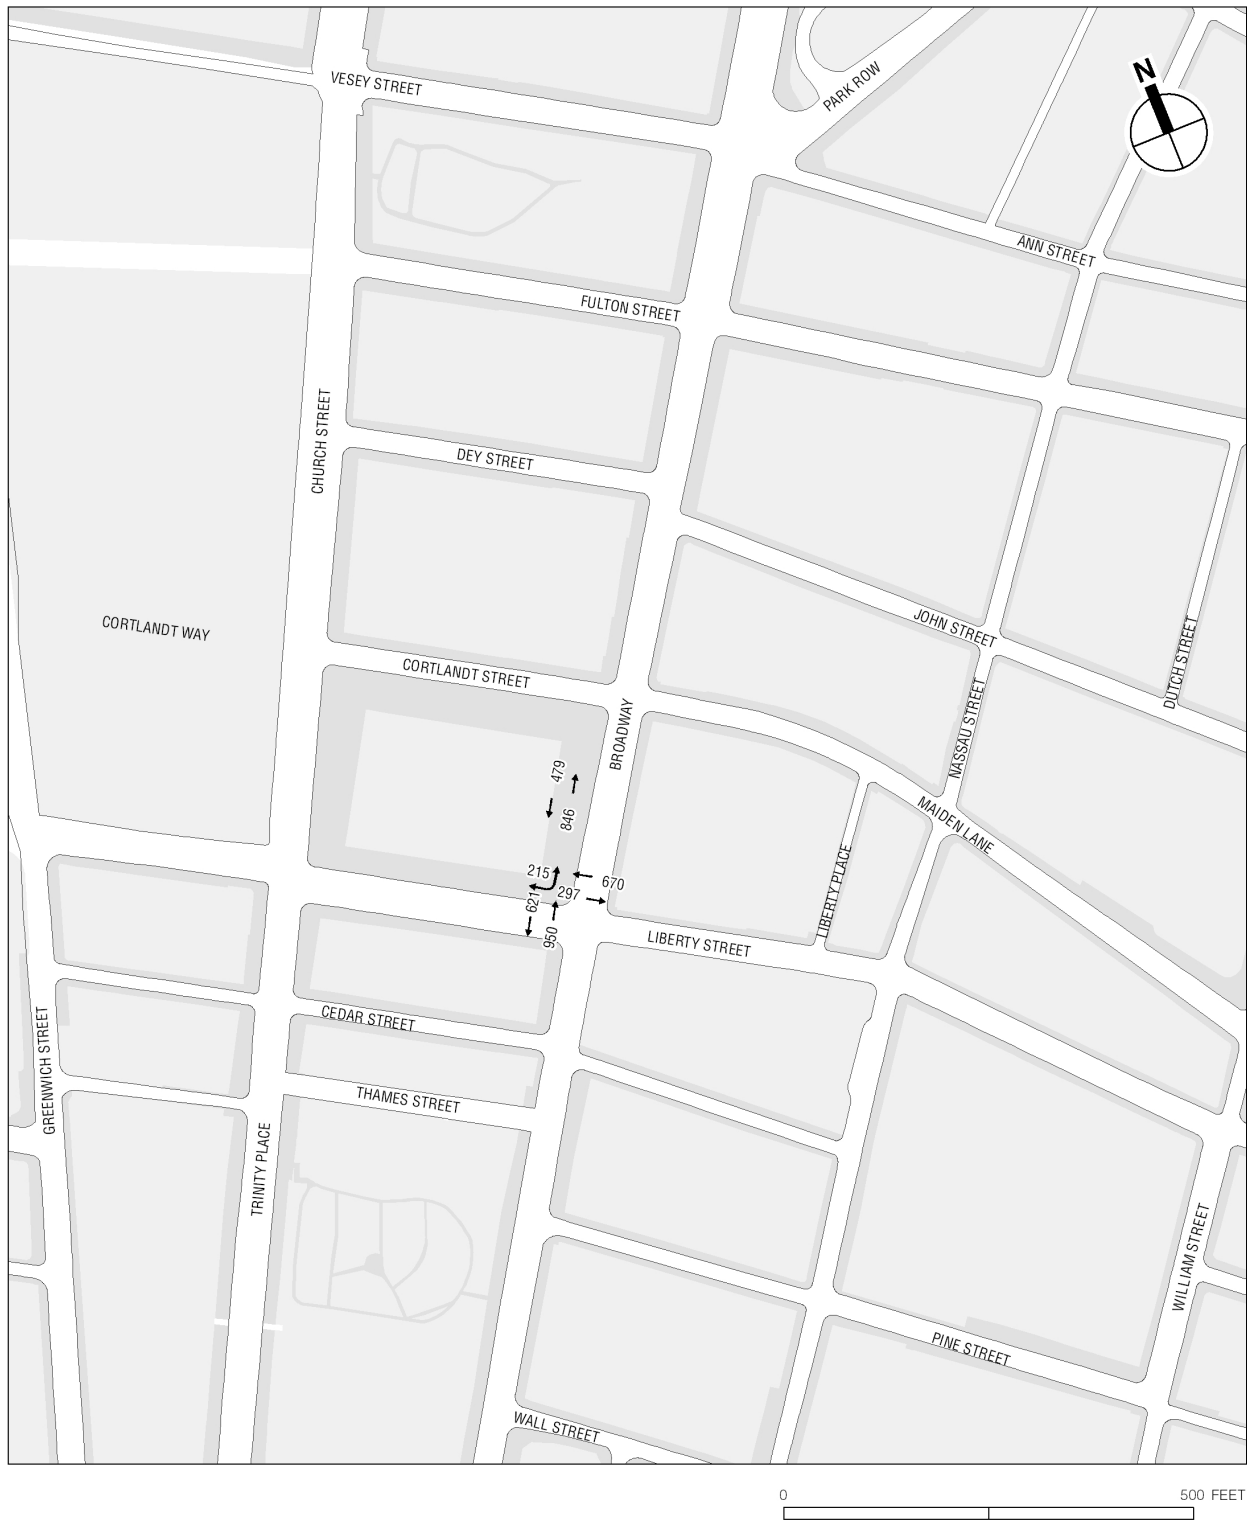 VESEY STREET
PARK ROW
N
ANN STREET
FULTON STREET
CHURCH STREET
DEY STREET
CORTLANDT WAY
JOHN STREET
DUTCH STREET
CORTLANDT STREET
NASSAU STREET
BROADWAY
479
846
MAIDEN LANE
LIBERTY PLACE
215
670
297
621
950
LIBERTY STREET
CEDAR STREET
GREENWICH STREET
THAMES STREET
TRINITY PLACE
WILLIAM STREET
PINE STREET
WALL STREET
0 500 FEET